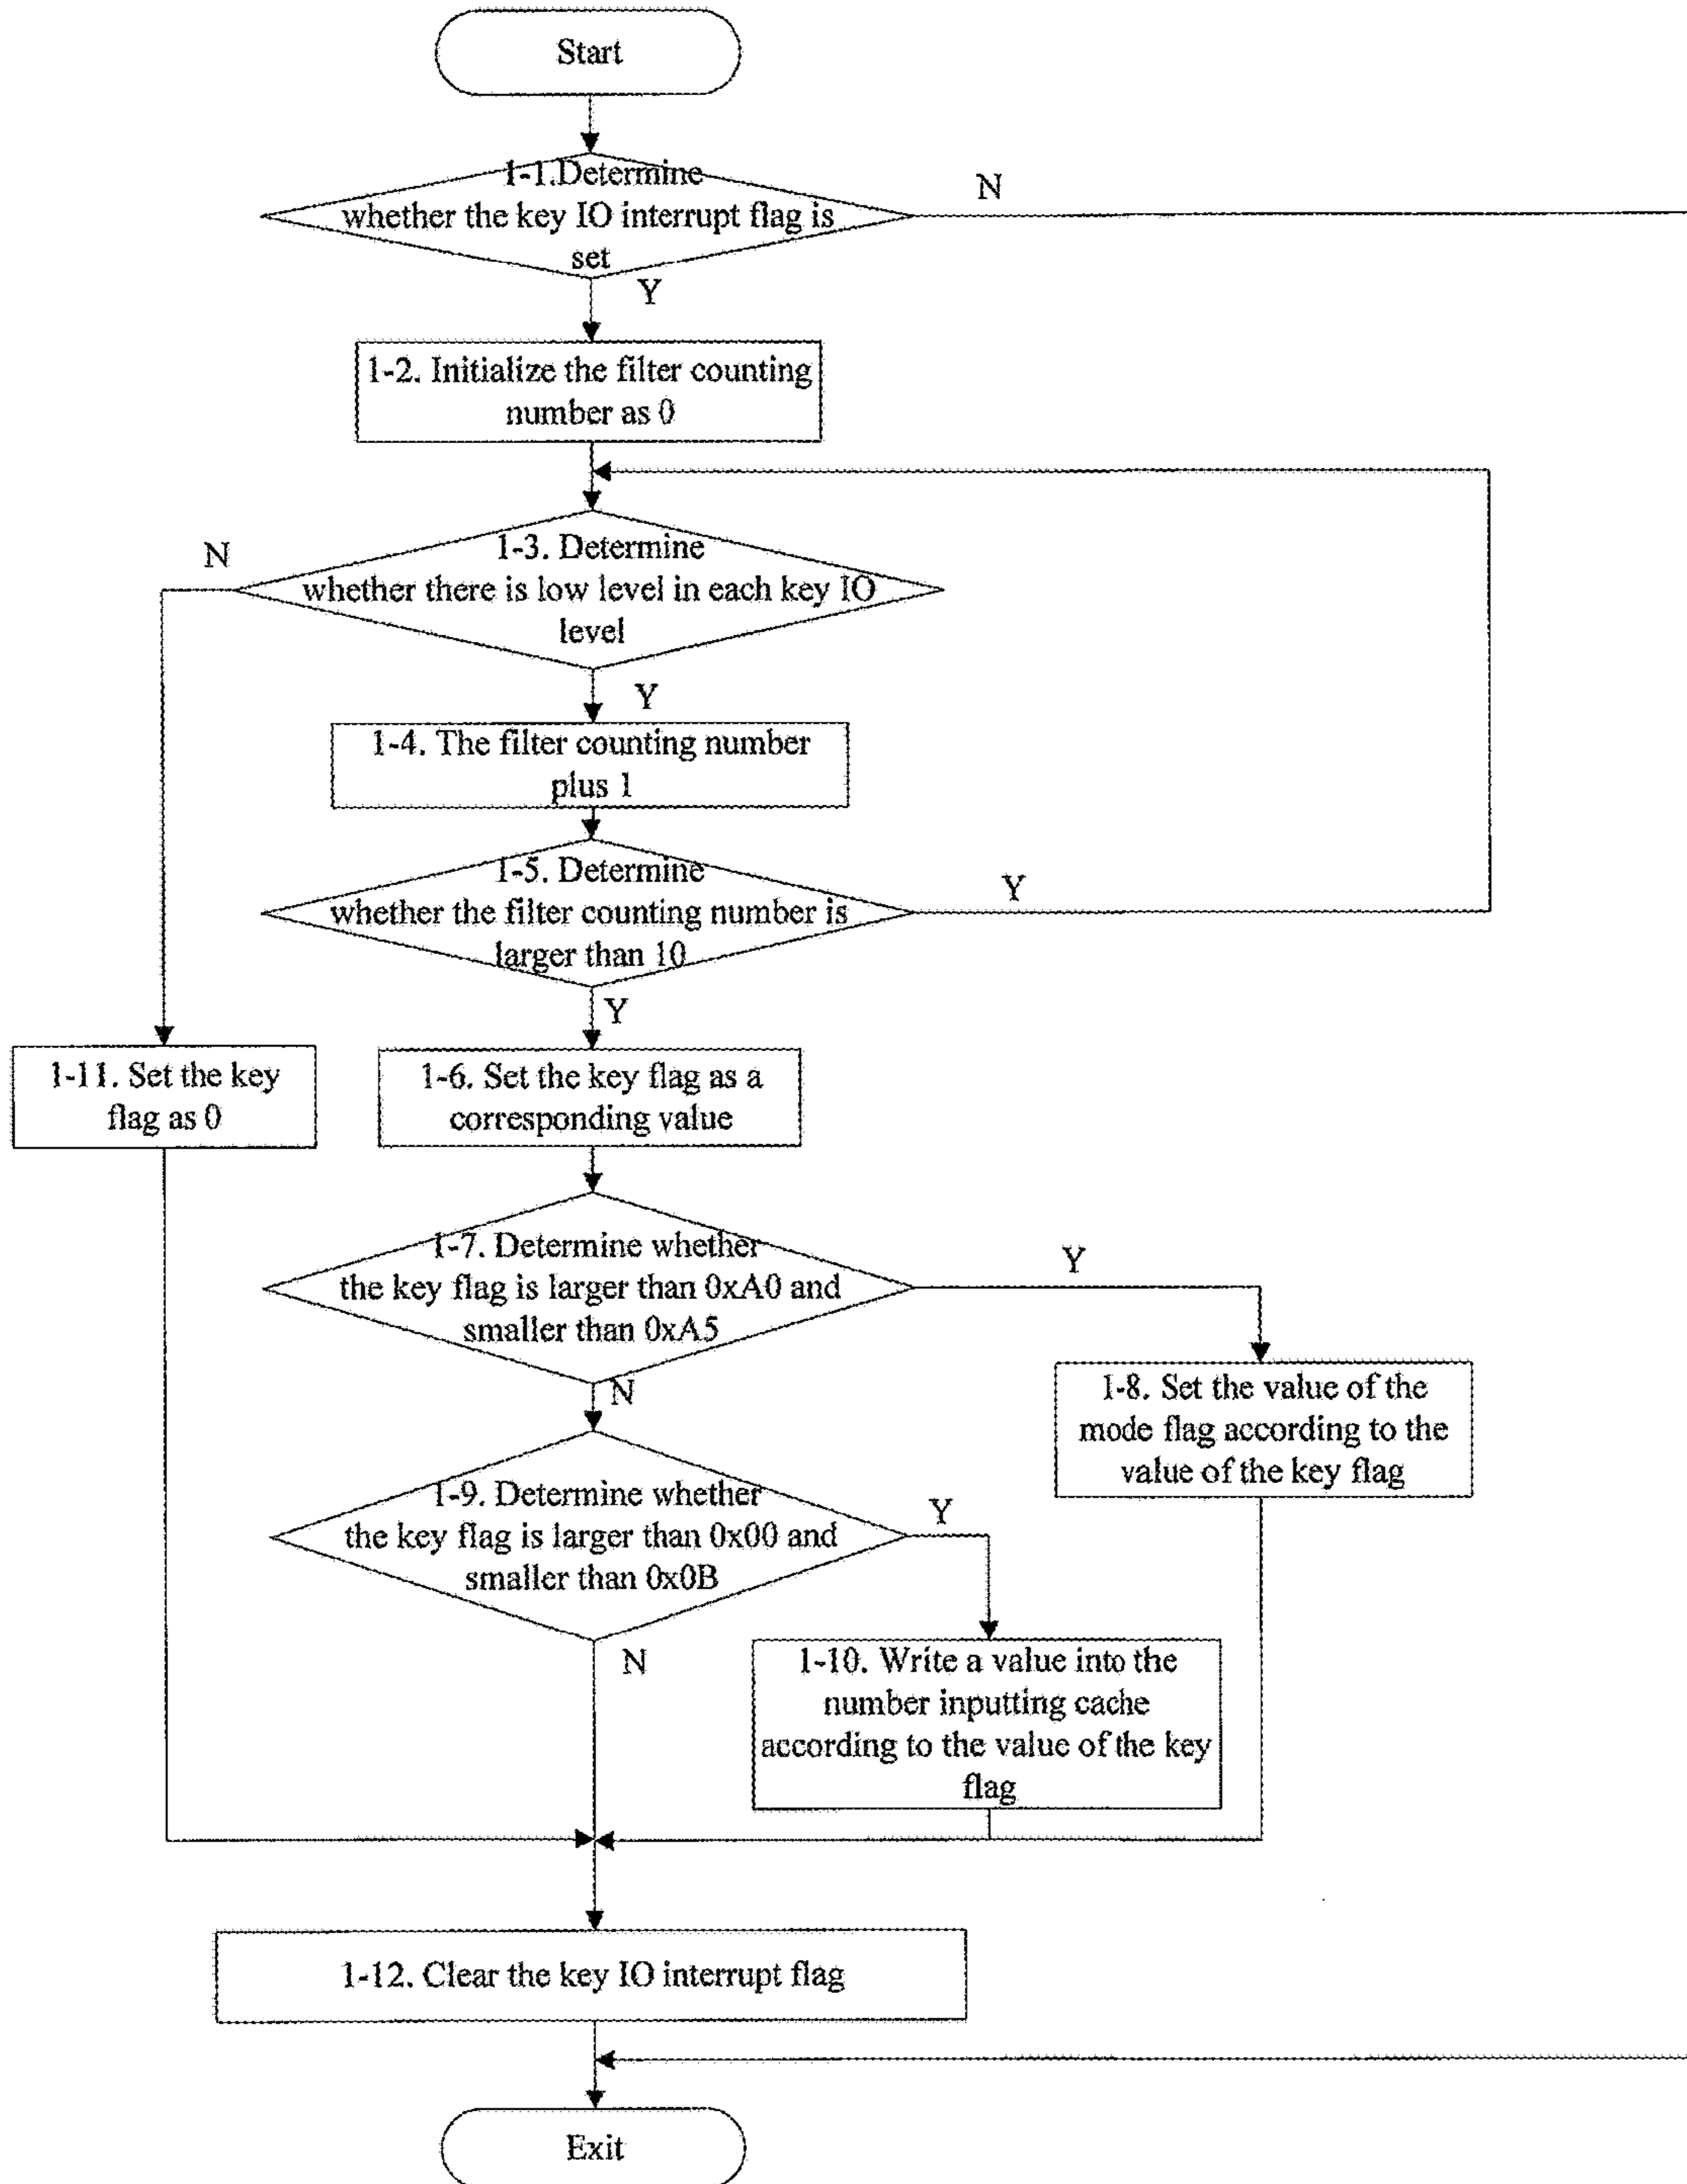 Start
1-1.Determine
whether the key IO interrupt flag is
set
N
Y
1-2. Initialize the filter counting
number as 0
1-3. Determine
whether there is low level in each key IO
level
N
Y
1-4. The filter counting number
plus 1
1-5. Determine
whether the filter counting number is
larger than 10
Y
Y
1-11. Set the key
flag as 0
1-6. Set the key flag as a
corresponding value
1-7. Determine whether
the key flag is larger than 0xA0 and
smaller than 0xA5
Y
N
1-8. Set the value of the
mode flag according to the
value of the key flag
1-9. Determine whether
the key flag is larger than 0x00 and
smaller than 0x0B
Y
N
1-10. Write a value into the
number inputting cache
according to the value of the key
flag
1-12. Clear the key IO interrupt flag
Exit